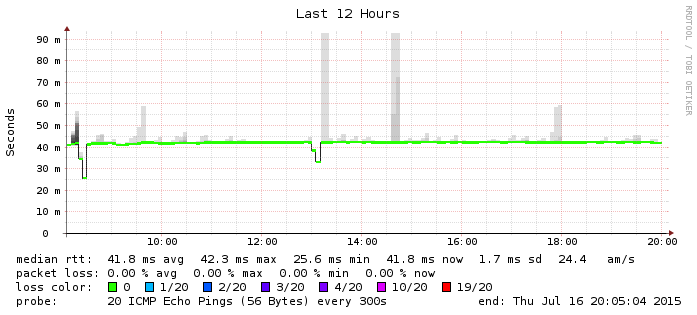 Last 12 Hours
RRDTOOL / TOBI OETIKER
Seconds
90 m
80 m
70 m
60 m
50 m
40 m
30 m
20 m
10 m
0
10:00 12:00 14:00 16:00 18:00 20:00
median rtt: 41.8 ms avg 42.3 ms max 25.6 ms min 41.8 ms now 1.7 ms sd 24.4 am/s
packet loss: 0.00 % avg 0.00 % max 0.00 % min 0.00 % now
loss color: 0 1/20 2/20 3/20 4/20 10/20 19/20
probe: 20 ICMP Echo Pings (56 Bytes) every 300s end: Thu Jul 16 20:05:04 2015